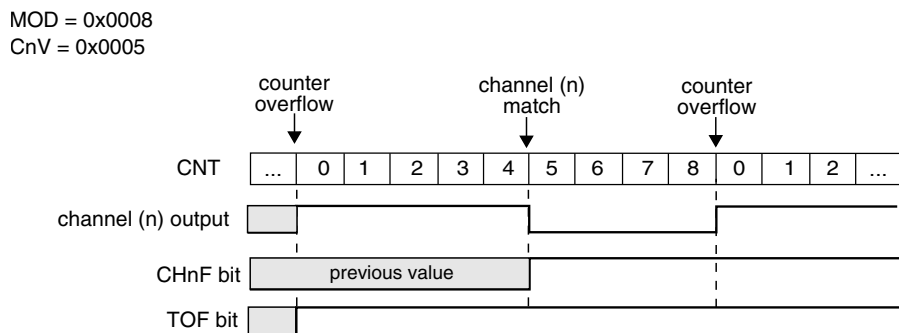 MOD = 0x0008
CnV = 0x0005
counter
overflow
channel (n)
match
counter
overflow
CNT ... 0 1 2 3 4 5 6 7 8 0 1 2 ...
channel (n) output
CHnF bit previous value
TOF bit